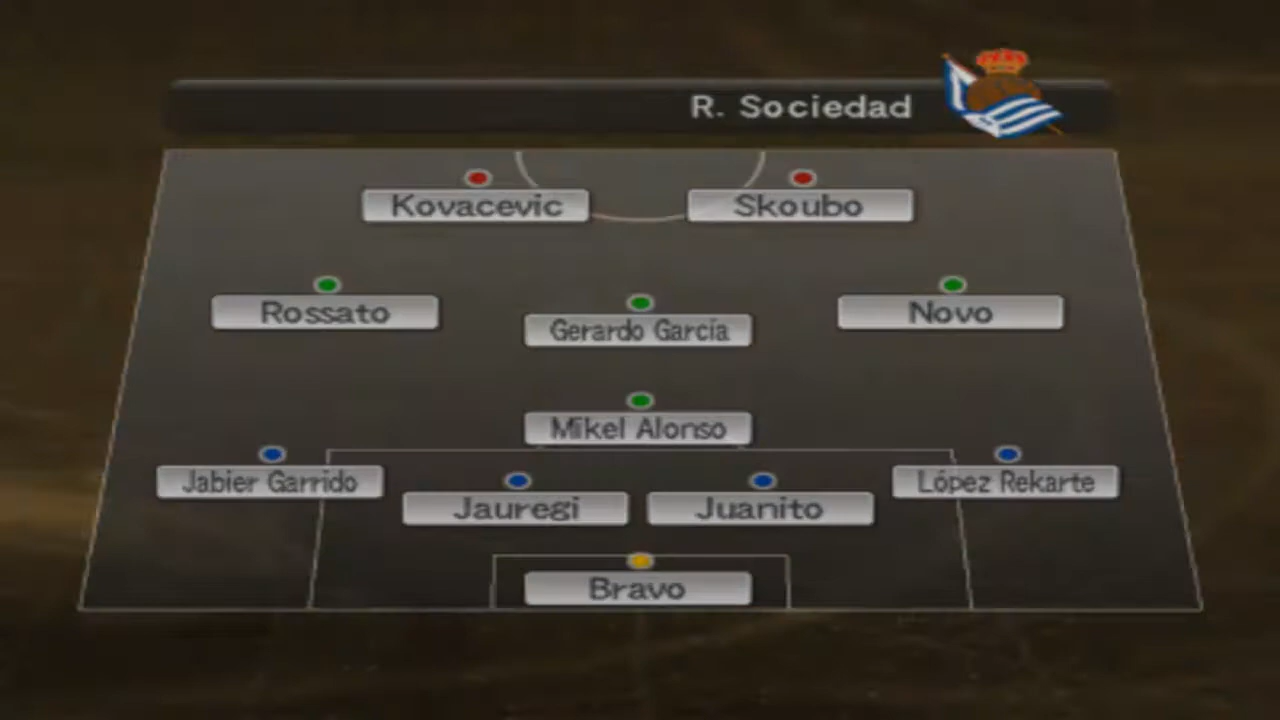 R. Sociedad
Kovacevic
Skoubo
Rossato
Gerardo García
Novo
Mikel Alonso
Jabier Garrido
Jauregi
Juanito
López Rekarte
Bravo